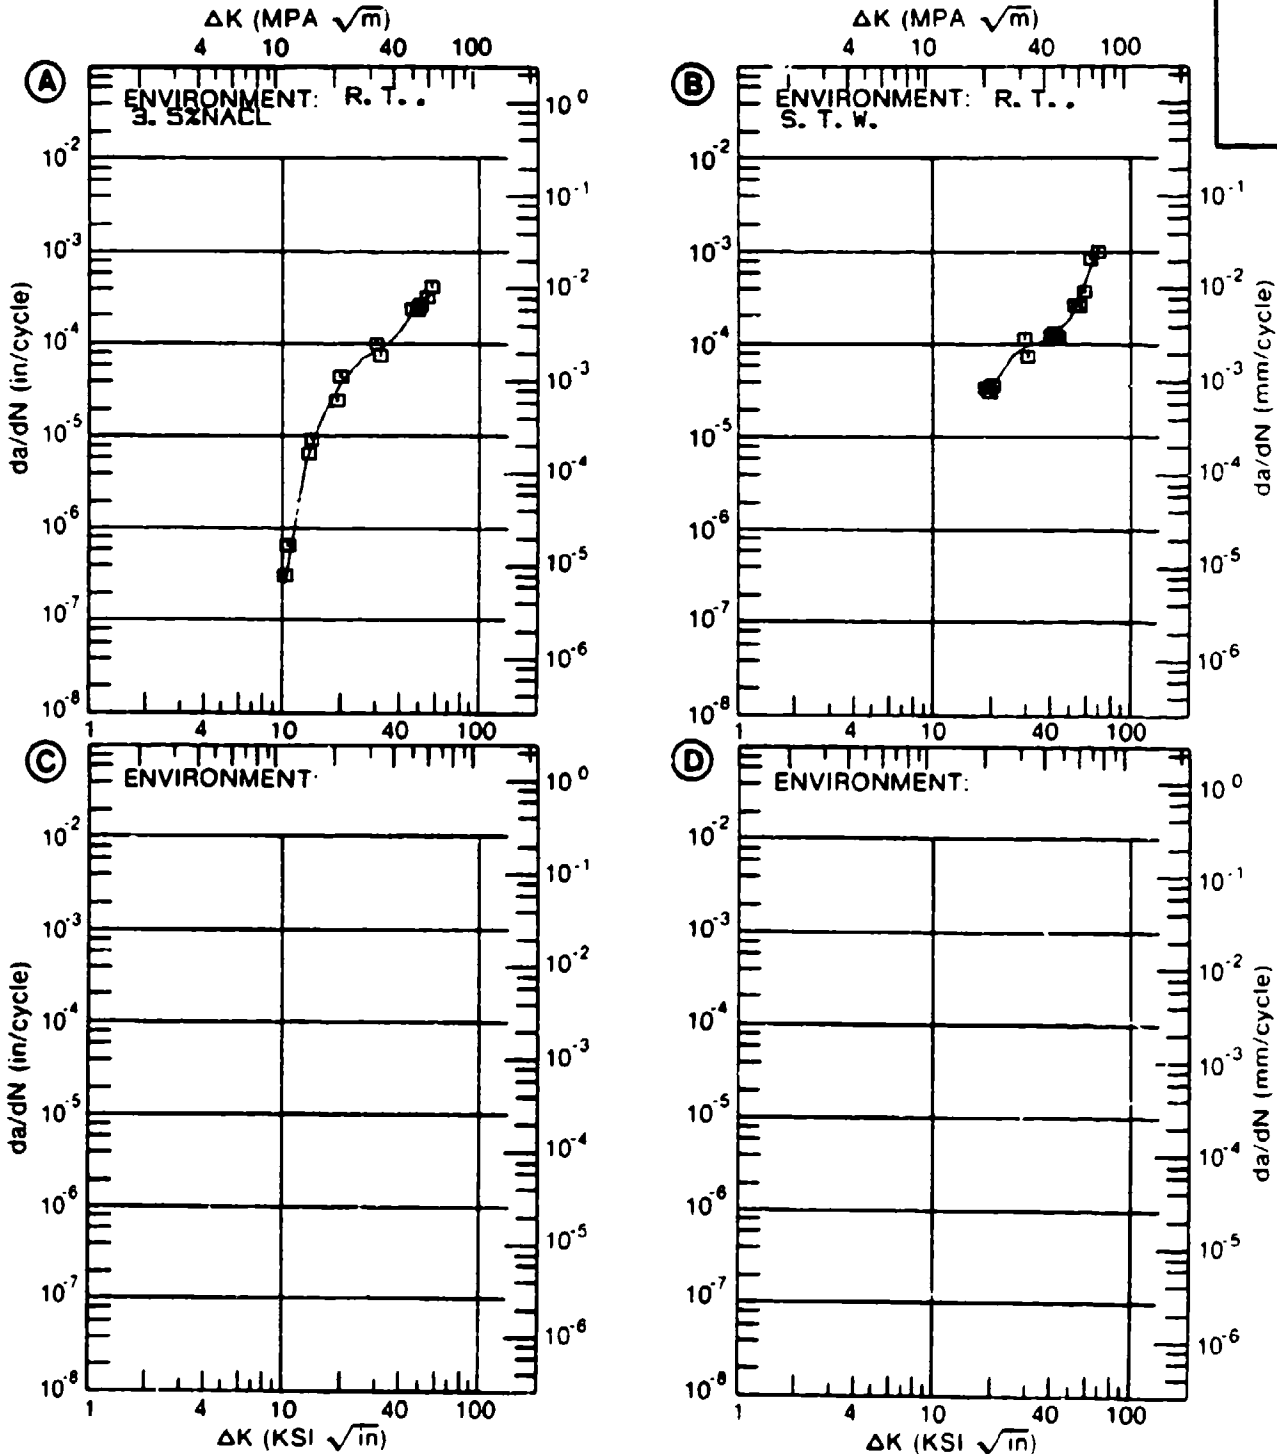 ΔK (MPA √m)
4 10 40 100
A
ENVIRONMENT: R. T. .
3. 5%NACL
10⁻²
10⁻³
10⁻⁴
10⁻⁵
10⁻⁶
10⁻⁷
10⁻⁸
da/dN (in/cycle)
10⁰
10⁻¹
10⁻²
10⁻³
10⁻⁴
10⁻⁵
10⁻⁶
1 4 10 40 100
ΔK (MPA √m)
4 10 40 100
B
ENVIRONMENT: R. T. .
S. T. W.
10⁻²
10⁻³
10⁻⁴
10⁻⁵
10⁻⁶
10⁻⁷
10⁻⁸
10⁻¹
10⁻²
10⁻³
10⁻⁴
10⁻⁵
10⁻⁶
da/dN (mm/cycle)
1 4 10 40 100
C
ENVIRONMENT:
10⁻²
10⁻³
10⁻⁴
10⁻⁵
10⁻⁶
10⁻⁷
10⁻⁸
da/dN (in/cycle)
10⁰
10⁻¹
10⁻²
10⁻³
10⁻⁴
10⁻⁵
10⁻⁶
1 4 10 40 100
ΔK (KSI √in)
D
ENVIRONMENT:
10⁻²
10⁻³
10⁻⁴
10⁻⁵
10⁻⁶
10⁻⁷
10⁻⁸
10⁰
10⁻¹
10⁻²
10⁻³
10⁻⁴
10⁻⁵
10⁻⁶
da/dN (mm/cycle)
1 4 10 40 100
ΔK (KSI √in)